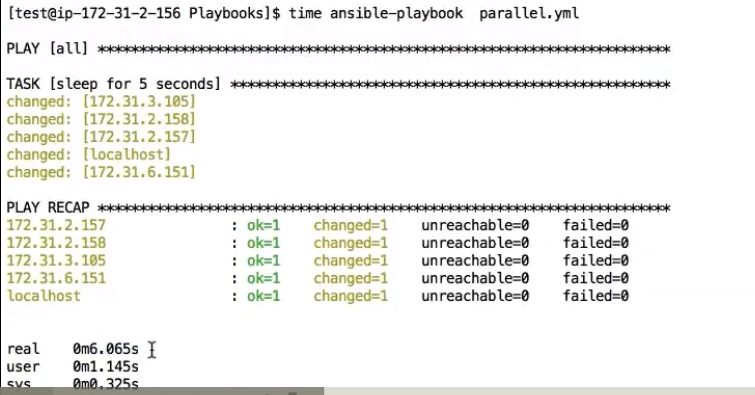 [test@ip-172-31-2-156 Playbooks]$ time ansible-playbook  parallel.yml
PLAY [all] *********************************************************************
TASK [sleep for 5 seconds] *****************************************************
changed: [172.31.3.105]
changed: [172.31.2.158]
changed: [172.31.2.157]
changed: [localhost]
changed: [172.31.6.151]
PLAY RECAP *********************************************************************
172.31.2.157               : ok=1    changed=1    unreachable=0    failed=0
172.31.2.158               : ok=1    changed=1    unreachable=0    failed=0
172.31.3.105               : ok=1    changed=1    unreachable=0    failed=0
172.31.6.151               : ok=1    changed=1    unreachable=0    failed=0
localhost                  : ok=1    changed=1    unreachable=0    failed=0
real    0m6.065s
user    0m1.145s
sys     0m0.325s